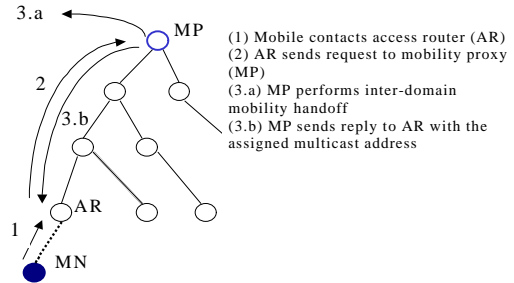 3.a
MP
(1) Mobile contacts access router (AR)
(2) AR sends request to mobility proxy
(MP)
(3.a) MP performs inter-domain
mobility handoff
(3.b) MP sends reply to AR with the
assigned multicast address
2
3.b
AR
1
MN